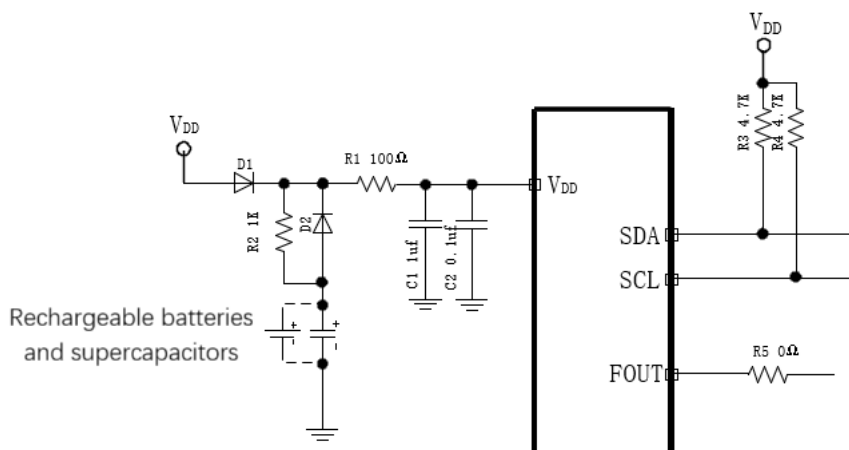 VDD
D1
R1 100Ω
R2 1K
D2
C1 1uf
C2 0.1uf
+
-
+
-
Rechargeable batteries
and supercapacitors
VDD
R3 4.7K
R4 4.7K
VDD
SDA
SCL
FOUT
R5 0Ω